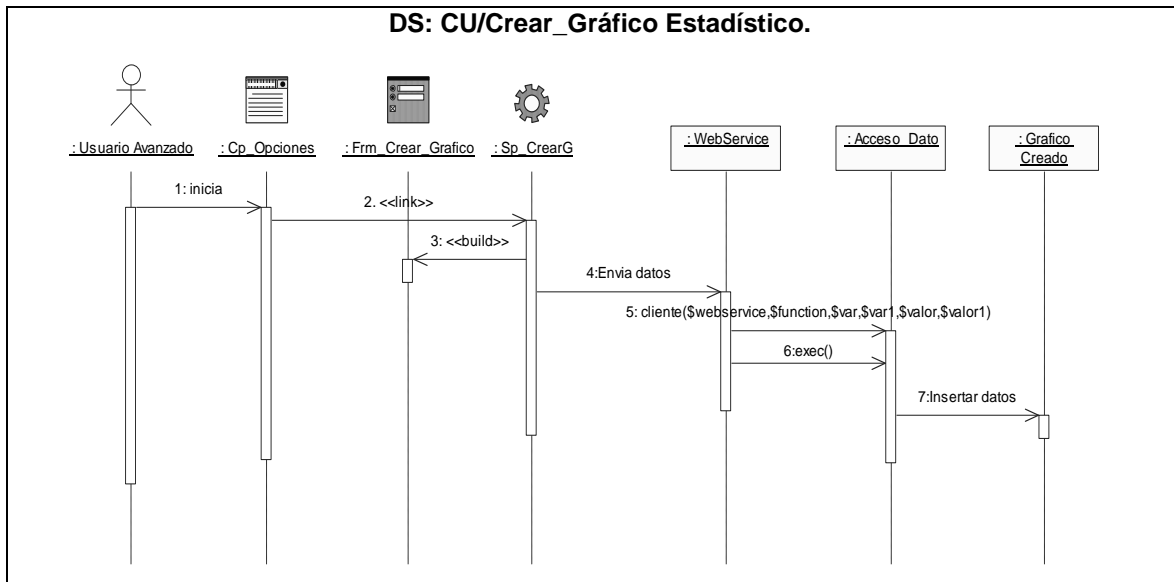 DS: CU/Crear_Gráfico Estadístico.
: Usuario Avanzado
: Cp_Opciones
: Frm_Crear_Grafico
: Sp_CrearG
: WebService
: Acceso_Dato
: Grafico
Creado
1: inicia
2. <<link>>
3: <<build>>
4:Envia datos
5: cliente($webservice,$function,$var,$var1,$valor,$valor1)
6:exec()
7:Insertar datos